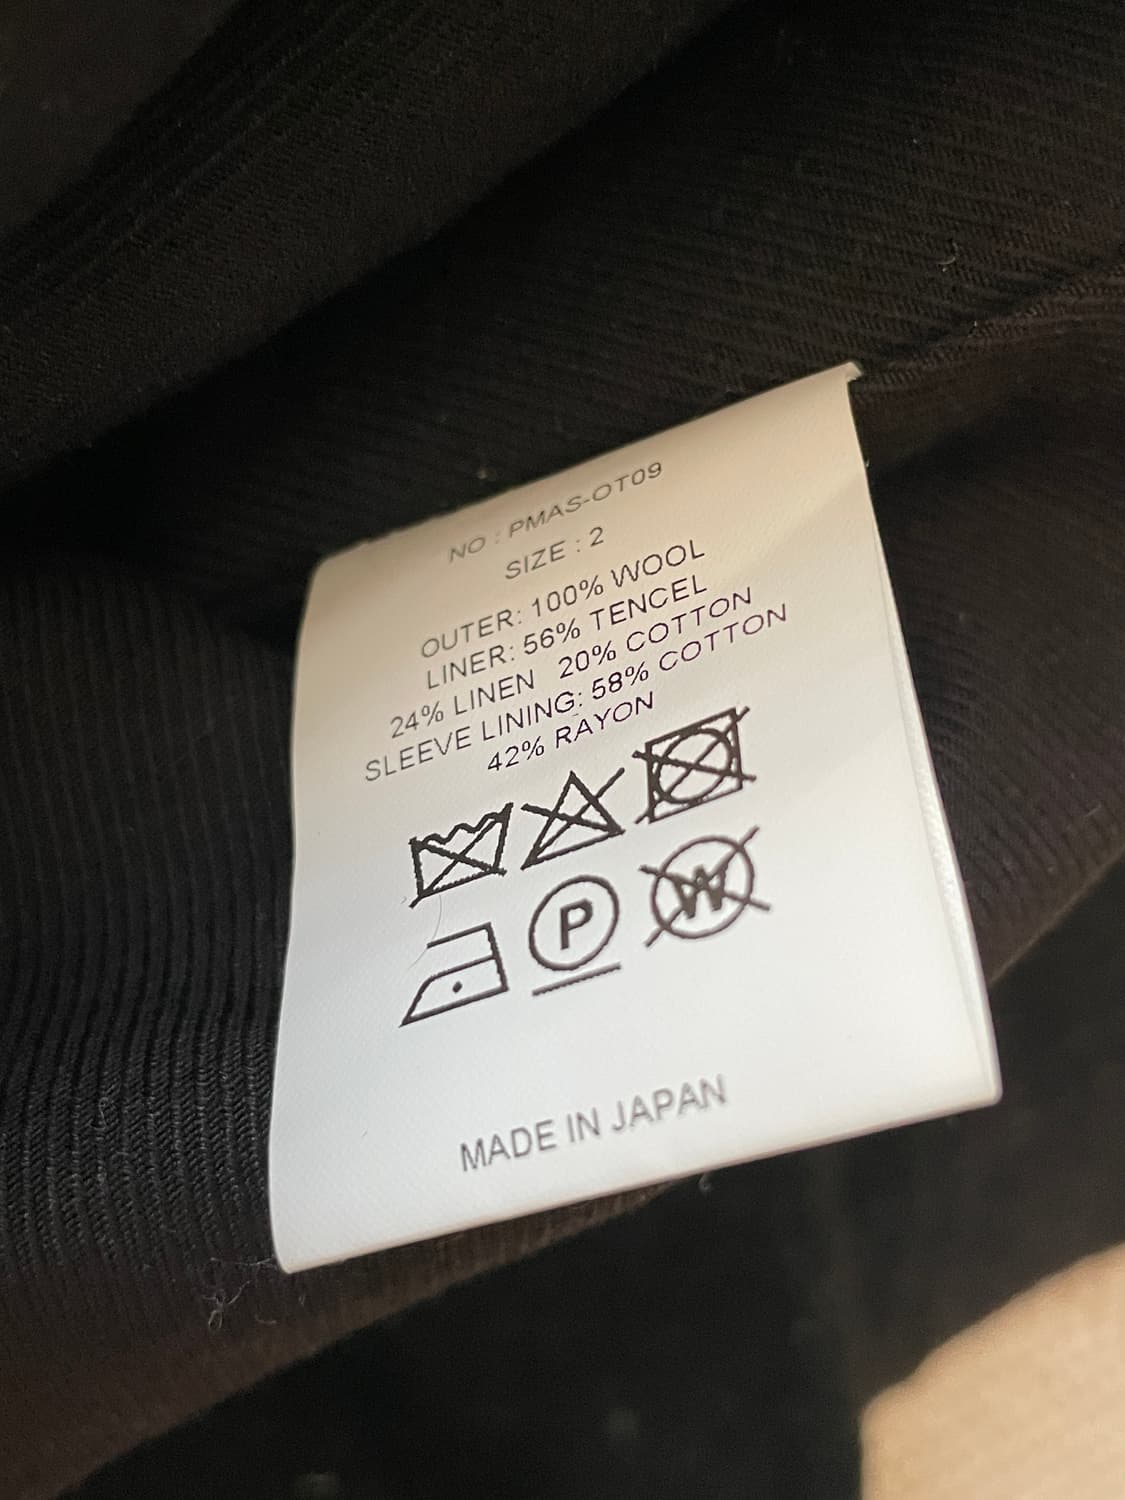 NO : PMAS-OT09
SIZE : 2
OUTER: 100% WOOL
LINER: 56% TENCEL
24% LINEN 20% COTTON
SLEEVE LINING: 58% COTTON
42% RAYON
P W
MADE IN JAPAN